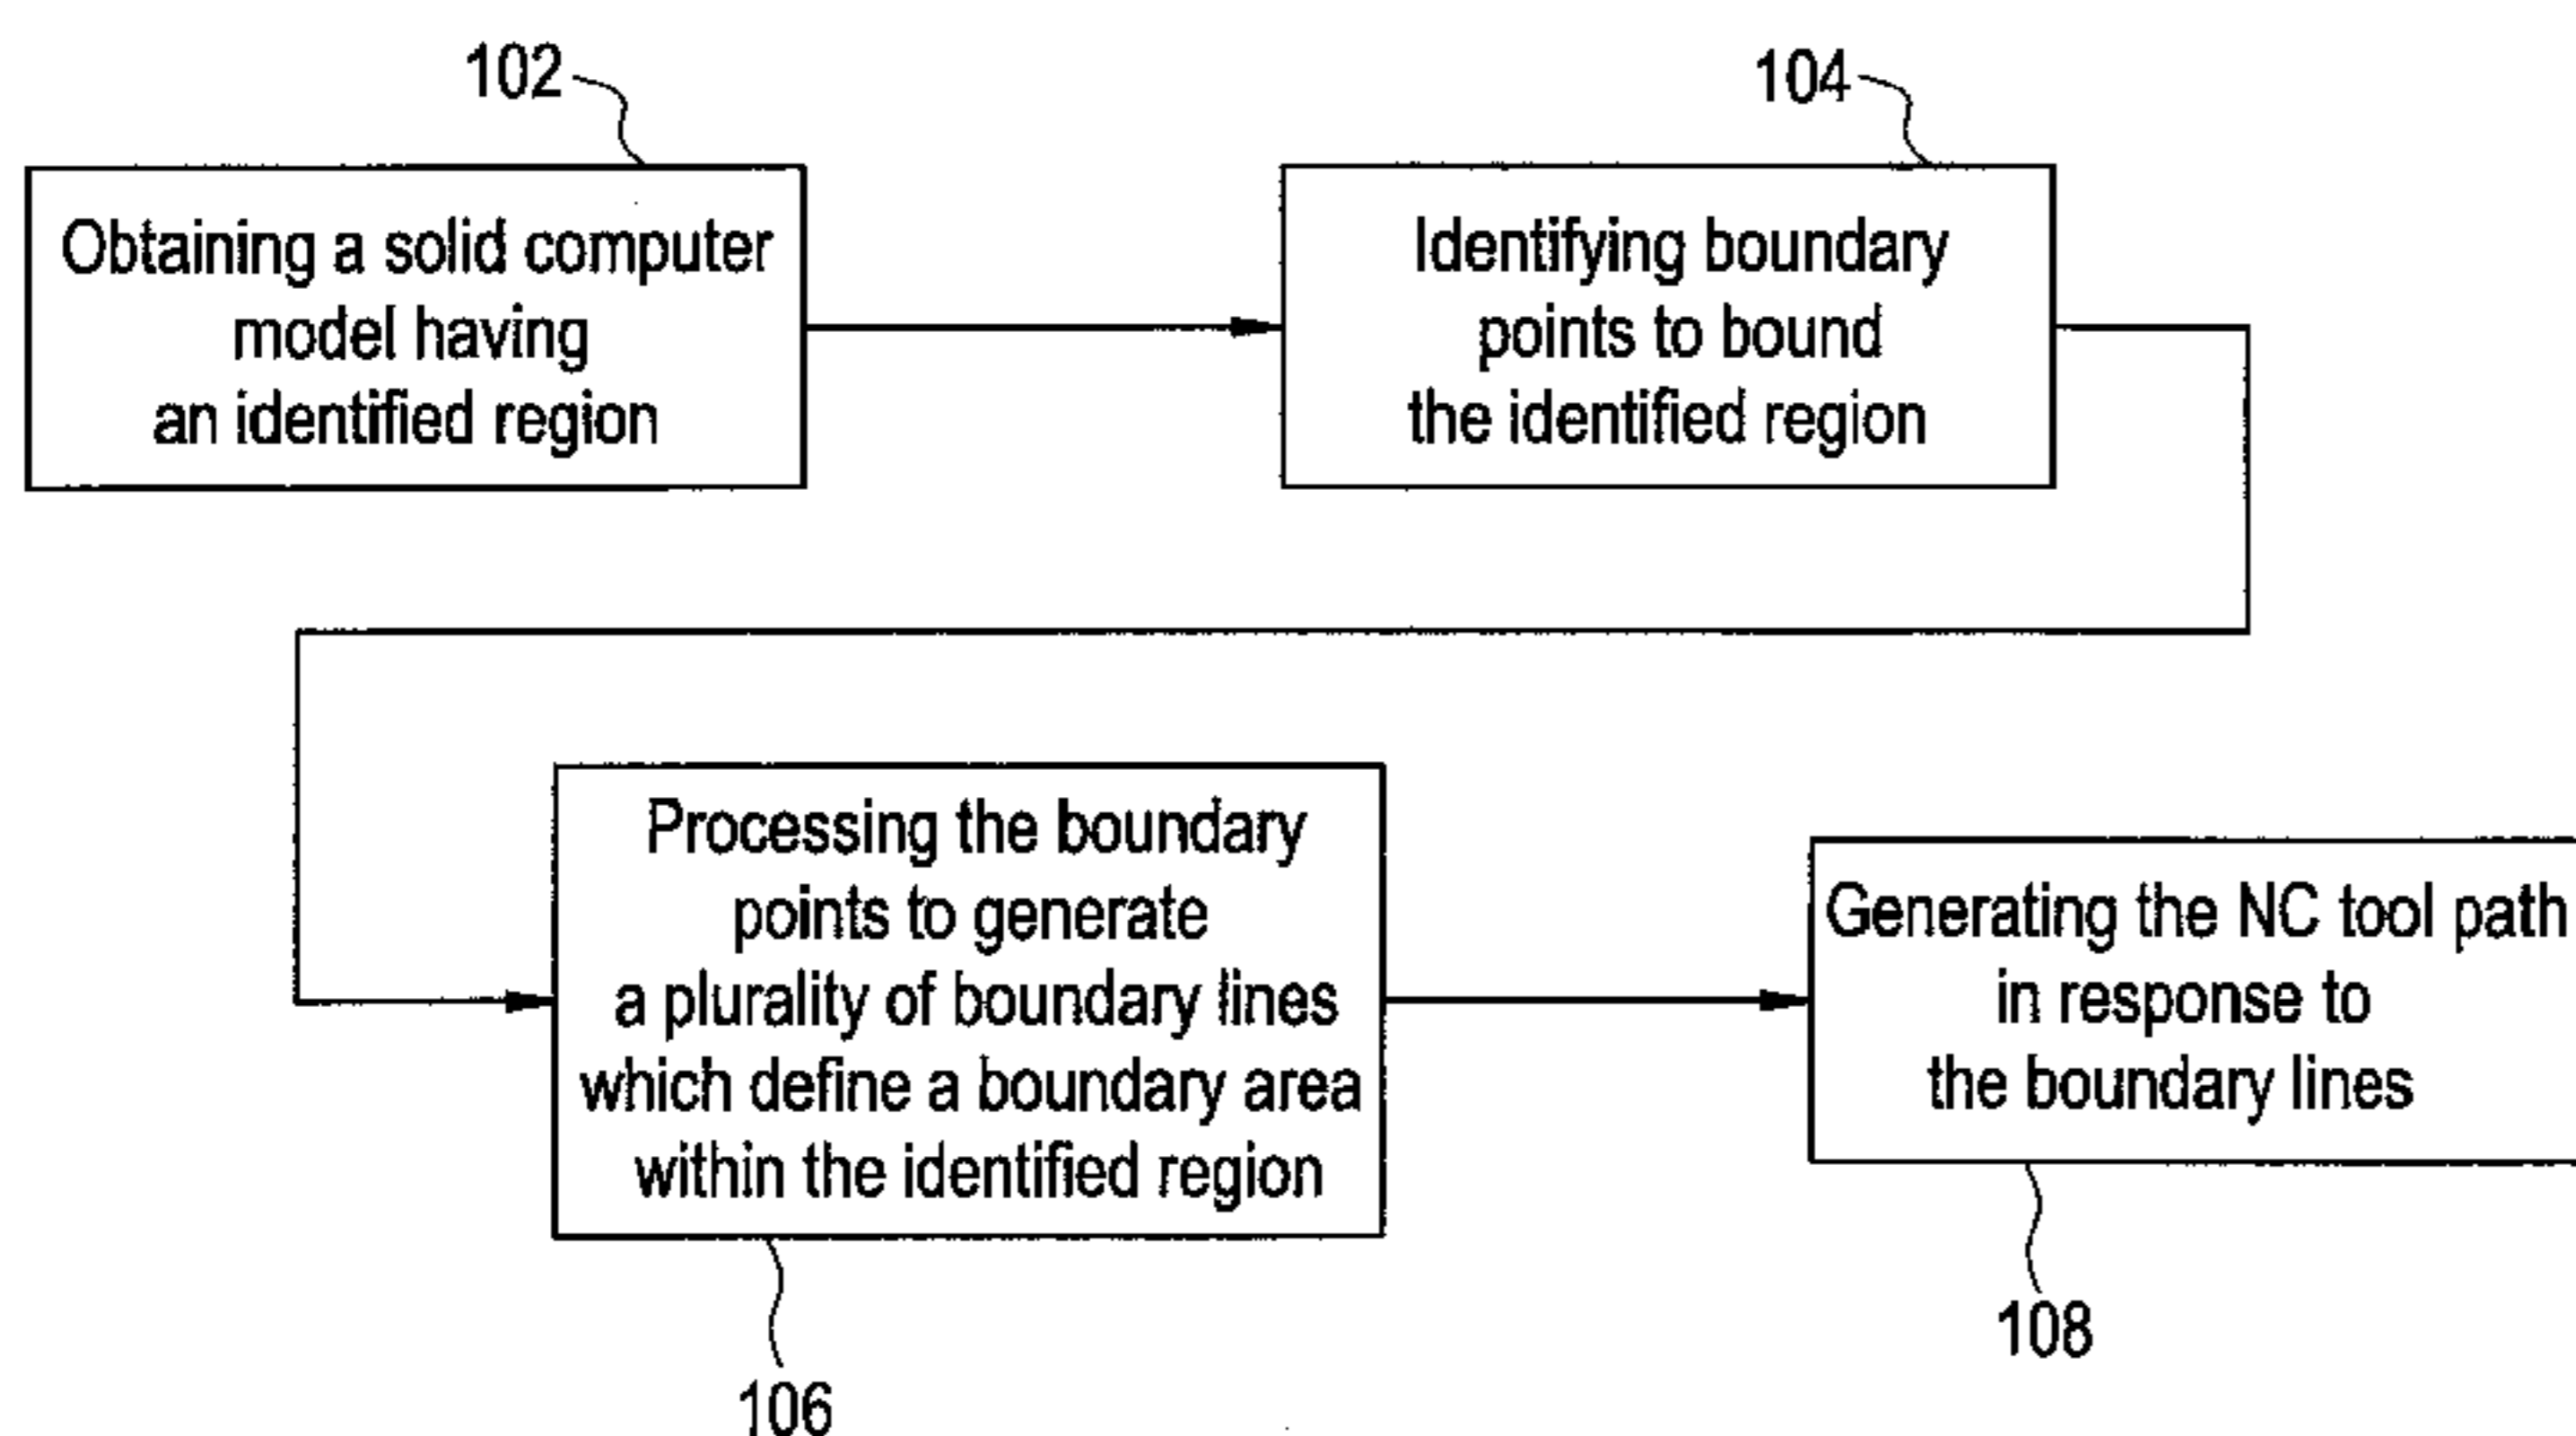 102
Obtaining a solid computer
model having
an identified region
104
Identifying boundary
points to bound
the identified region
Processing the boundary
points to generate
a plurality of boundary lines
which define a boundary area
within the identified region
106
Generating the NC tool path
in response to
the boundary lines
108